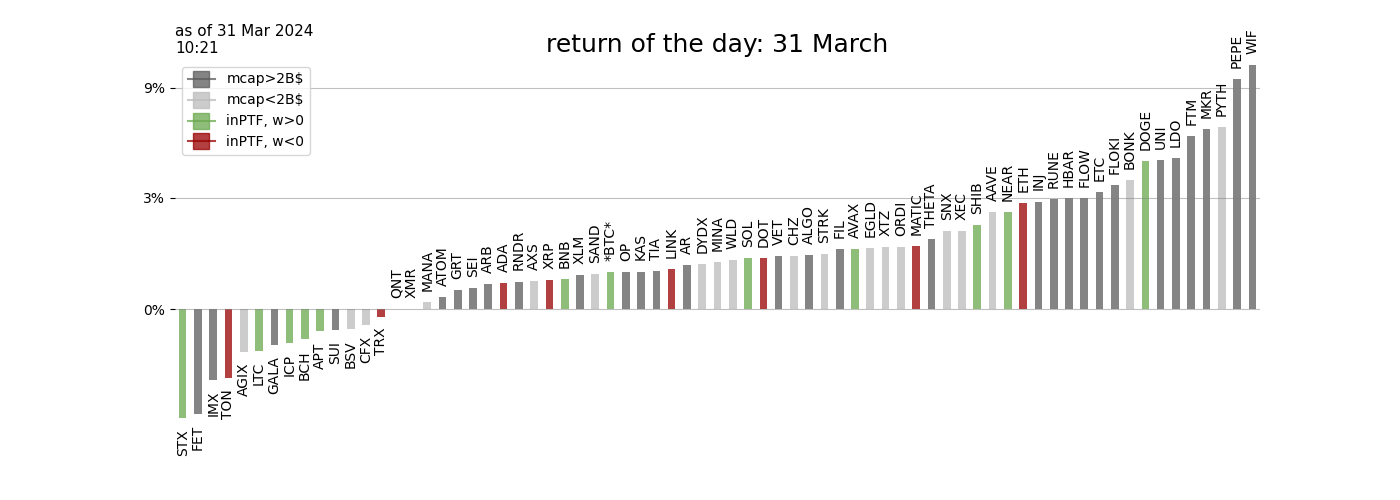 as of 31 Mar 2024
10:21
return of the day: 31 March
mcap>2B$
mcap<2B$
inPTF, w>0
inPTF, w<0
9%
3%
0%
STX
FET
IMX
TON
AGIX
LTC
GALA
ICP
BCH
APT
SUI
BSV
CFX
TRX
QNT
XMR
MANA
ATOM
GRT
SEI
ARB
ADA
RNDR
AXS
XRP
BNB
XLM
SAND
*BTC*
OP
KAS
TIA
LINK
AR
DYDX
MINA
WLD
SOL
DOT
VET
CHZ
ALGO
STRK
FIL
AVAX
EGLD
XTZ
ORDI
MATIC
THETA
SNX
XEC
SHIB
AAVE
NEAR
ETH
INJ
RUNE
HBAR
FLOW
ETC
FLOKI
BONK
DOGE
UNI
LDO
FTM
MKR
PYTH
PEPE
WIF